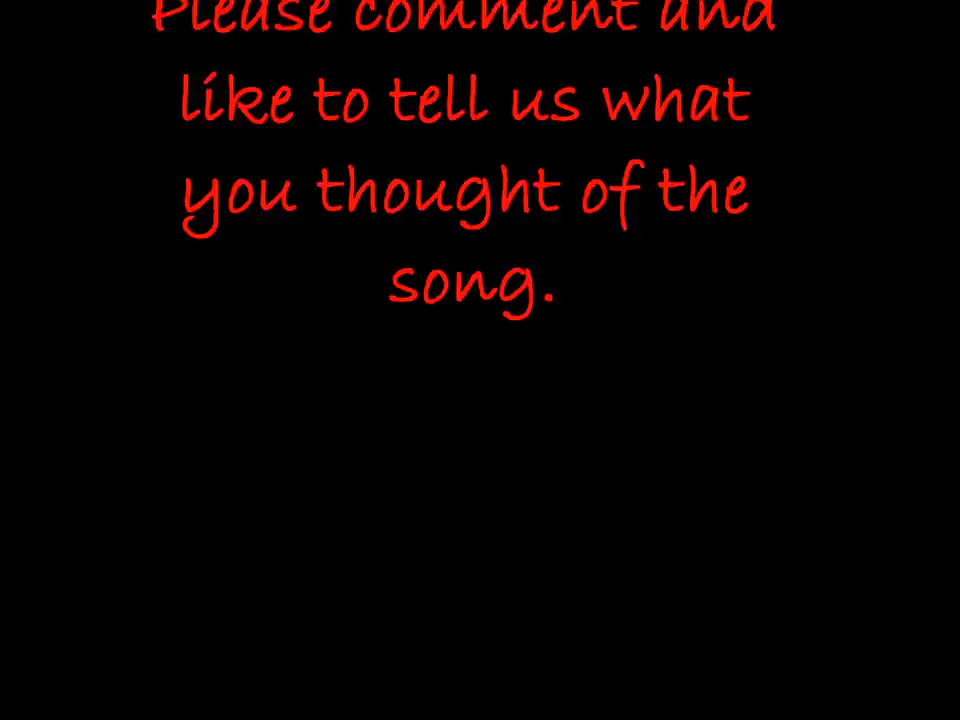 Please comment and
like to tell us what
you thought of the
song.